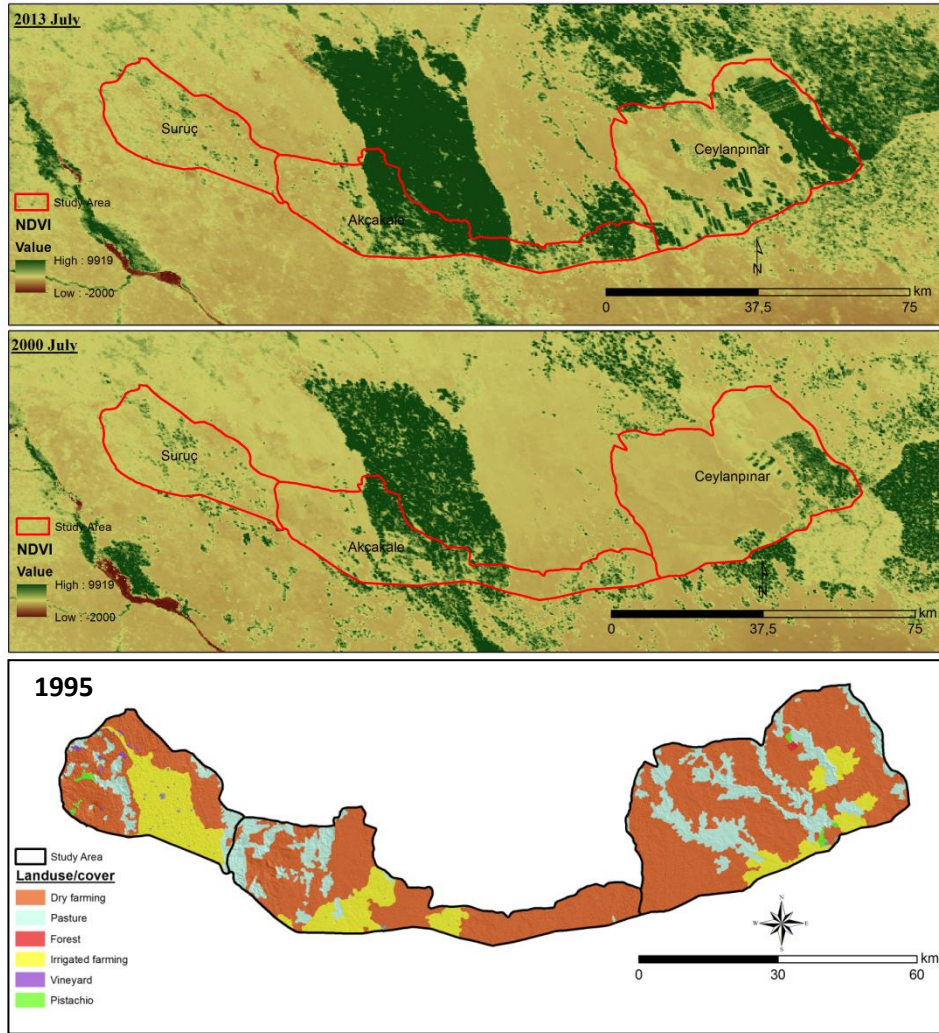 2013 July
Suruç
Ceylanpınar
Akçakale
Study Area
NDVI
Value
High : 9919
Low : -2000
N
km
0 37,5 75
2000 July
Suruç
Ceylanpınar
Akçakale
Study Area
NDVI
Value
High : 9919
Low : -2000
N
km
0 37,5 75
1995
Study Area
Landuse/cover
Dry farming
Pasture
Forest
Irrigated farming
Vineyard
Pistachio
N
W E
S
km
0 30 60